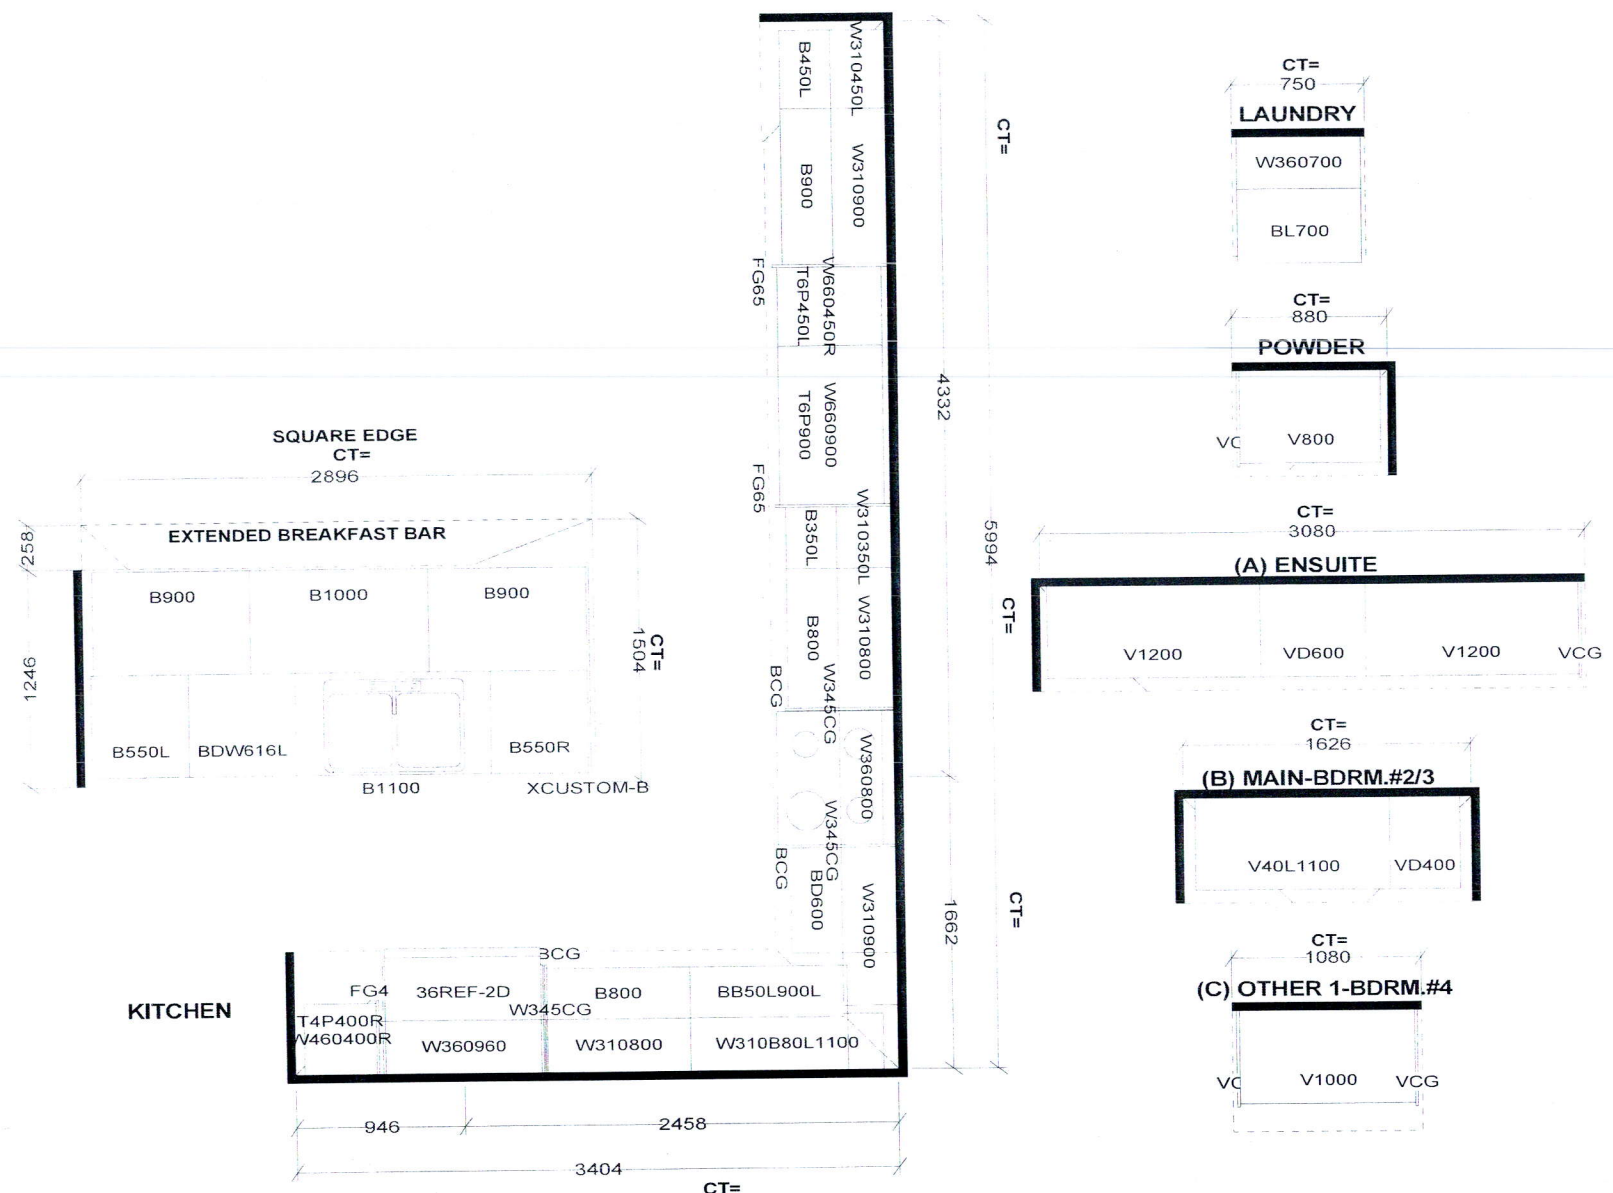 CT=
750
LAUNDRY
W360700
BL700
CT=
880
POWDER
VC
V800
CT=
3080
(A) ENSUITE
V1200
VD600
V1200
VCG
CT=
1626
(B) MAIN-BDRM.#2/3
V40L1100
VD400
CT=
1080
(C) OTHER 1-BDRM.#4
VC
V1000
VCG
B450L
W310450L
B900
W310900
FG65
T6P450L
W660450R
T6P900
W660900
FG65
B350L
W310350L
B800
W310800
BCG
W345CG
W360800
W345CG
BCG
BD600
W310900
CT=
4332
5994
CT=
1662
CT=
SQUARE EDGE
CT=
2896
EXTENDED BREAKFAST BAR
258
B900
B1000
B900
1246
1504
CT=
B550L
BDW616L
B550R
B1100
XCUSTOM-B
KITCHEN
BCG
FG4
36REF-2D
B800
BB50L900L
W345CG
T4P400R
W460400R
W360960
W310800
W310B80L1100
946
2458
3404
CT=